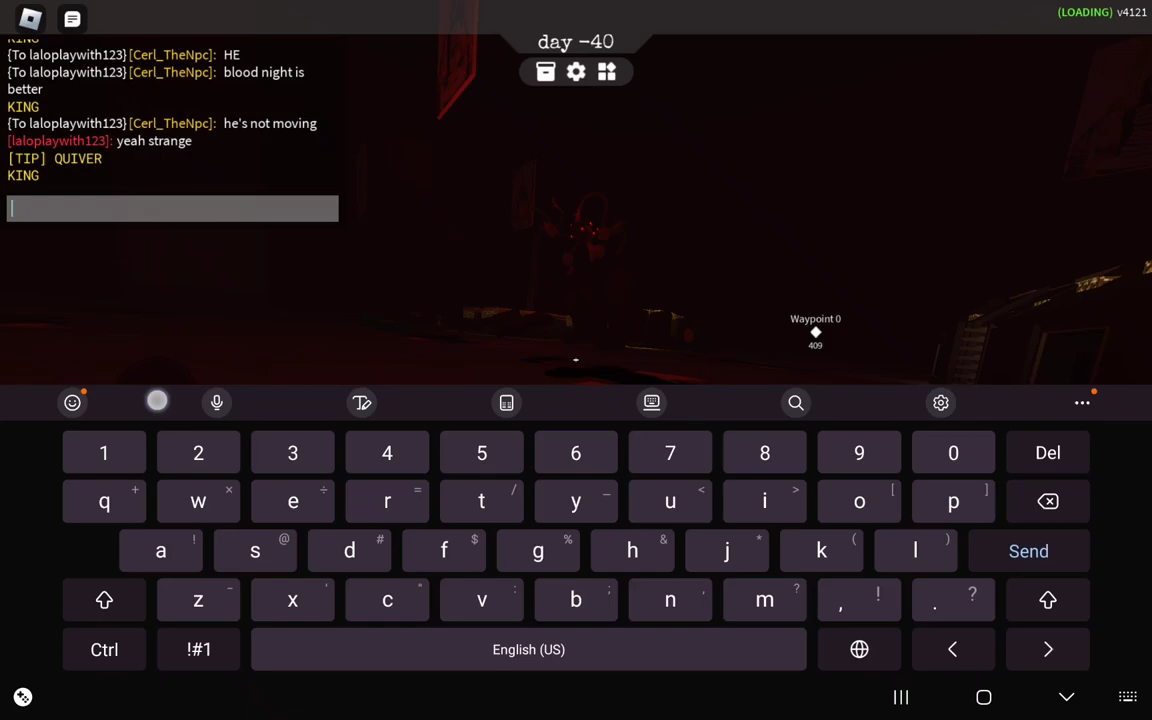 (LOADING) v4121
day -40
KING
{To laloplaywith123}[Cerl_TheNpc]: HE
{To laloplaywith123}[Cerl_TheNpc]: blood night is
better
KING
{To laloplaywith123}[Cerl_TheNpc]: he's not moving
[laloplaywith123]: yeah strange
[TIP] QUIVER
KING
Waypoint 0
409
1 2 3 4 5 6 7 8 9 0 Del
q + w × e ÷ r = t / y _ u < i > o [ p ]
a ! s @ d # f $ g % h & j * k ( l ) Send
z - x ' c " v : b ; n , m ? , ! . ?
Ctrl !#1 English (US) < >